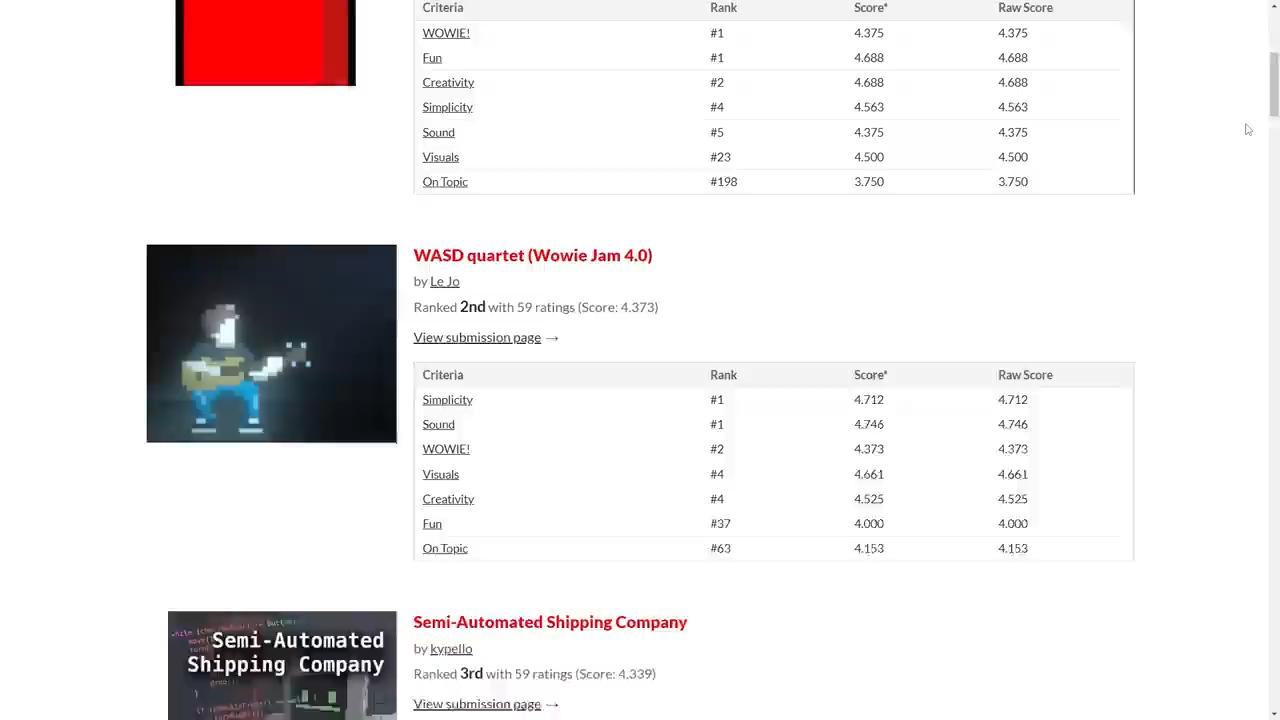 Criteria Rank Score* Raw Score
WOWIE! #1 4.375 4.375
Fun #1 4.688 4.688
Creativity #2 4.688 4.688
Simplicity #4 4.563 4.563
Sound #5 4.375 4.375
Visuals #23 4.500 4.500
On Topic #198 3.750 3.750
WASD quartet (Wowie Jam 4.0)
by Le Jo
Ranked 2nd with 59 ratings (Score: 4.373)
View submission page →
Criteria Rank Score* Raw Score
Simplicity #1 4.712 4.712
Sound #1 4.746 4.746
WOWIE! #2 4.373 4.373
Visuals #4 4.661 4.661
Creativity #4 4.525 4.525
Fun #37 4.000 4.000
On Topic #63 4.153 4.153
Semi-Automated
Shipping Company
Semi-Automated Shipping Company
by kypello
Ranked 3rd with 59 ratings (Score: 4.339)
View submission page →